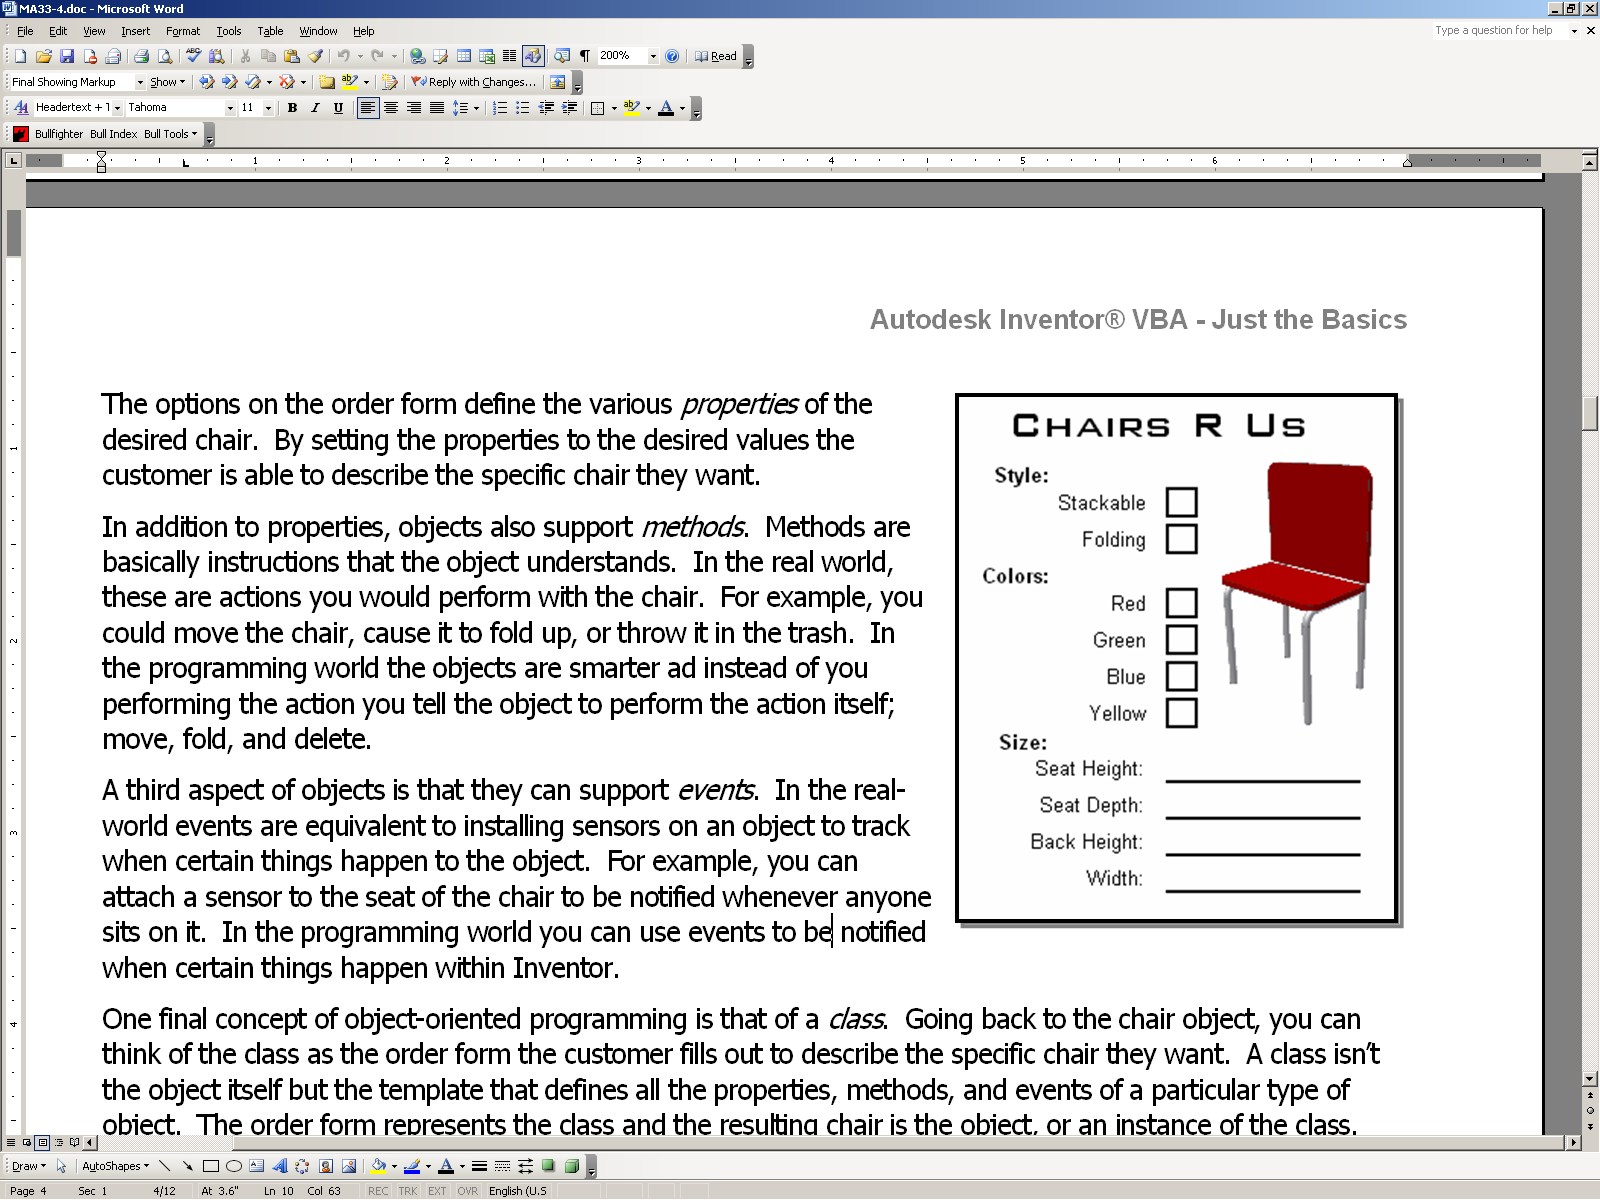 MA33-4.doc - Microsoft Word
File Edit View Insert Format Tools Table Window Help
Type a question for help
200% Read
Final Showing Markup Show Reply with Changes...
Headertext + 1 Tahoma 11 B I U
Bullfighter Bull Index Bull Tools
1 2 3 4 5 6
Autodesk Inventor® VBA - Just the Basics
The options on the order form define the various properties of the
desired chair. By setting the properties to the desired values the
customer is able to describe the specific chair they want.
In addition to properties, objects also support methods. Methods are
basically instructions that the object understands. In the real world,
these are actions you would perform with the chair. For example, you
could move the chair, cause it to fold up, or throw it in the trash. In
the programming world the objects are smarter ad instead of you
performing the action you tell the object to perform the action itself;
move, fold, and delete.
A third aspect of objects is that they can support events. In the real-
world events are equivalent to installing sensors on an object to track
when certain things happen to the object. For example, you can
attach a sensor to the seat of the chair to be notified whenever anyone
sits on it. In the programming world you can use events to be notified
when certain things happen within Inventor.
CHAIRS R US
Style:
Stackable
Folding
Colors:
Red
Green
Blue
Yellow
Size:
Seat Height:
Seat Depth:
Back Height:
Width:
One final concept of object-oriented programming is that of a class. Going back to the chair object, you can
think of the class as the order form the customer fills out to describe the specific chair they want. A class isn't
the object itself but the template that defines all the properties, methods, and events of a particular type of
object. The order form represents the class and the resulting chair is the object, or an instance of the class.
1
2
3
4
Draw AutoShapes
Page 4 Sec 1 4/12 At 3.6" Ln 10 Col 63 REC TRK EXT OVR English (U.S